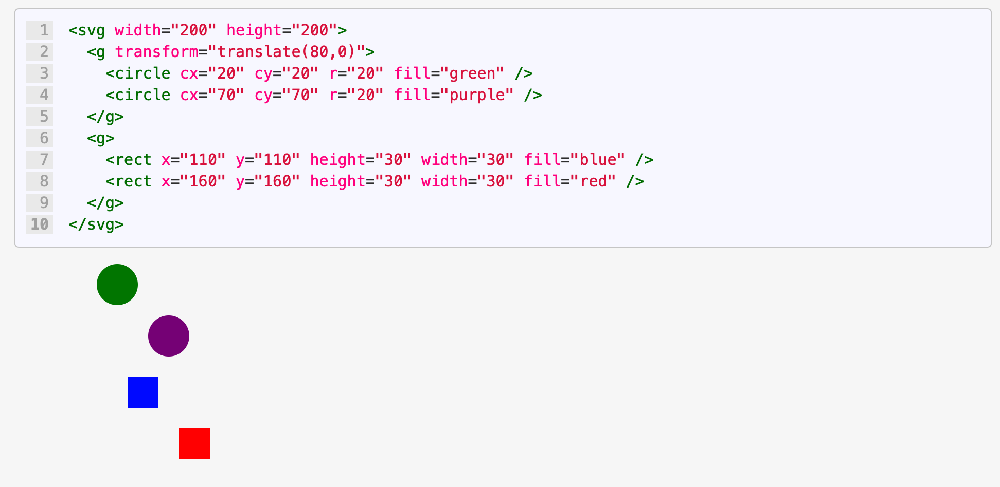 1 <svg width="200" height="200">
2   <g transform="translate(80,0)">
3     <circle cx="20" cy="20" r="20" fill="green" />
4     <circle cx="70" cy="70" r="20" fill="purple" />
5   </g>
6   <g>
7     <rect x="110" y="110" height="30" width="30" fill="blue" />
8     <rect x="160" y="160" height="30" width="30" fill="red" />
9   </g>
10 </svg>